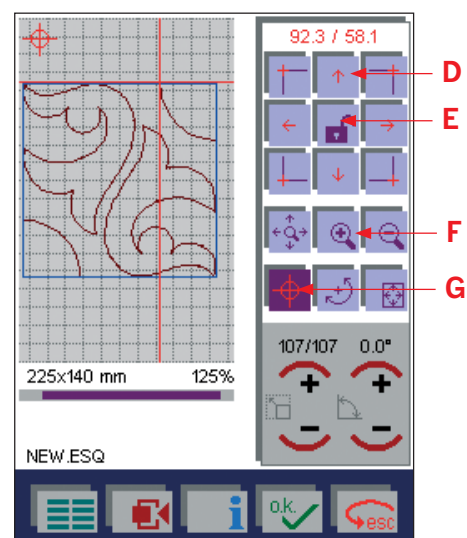 92.3 / 58.1
D
E
F
G
107/107 0.0°
225x140 mm 125%
NEW.ESQ
i o.k. esc